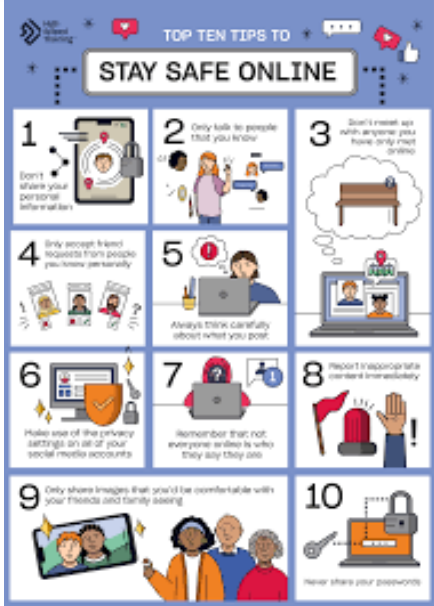 High
Speed
Training
TOP TEN TIPS TO
STAY SAFE ONLINE
1
Don't
share your
personal
information
2
Only talk to people
that you know
3
Don't meet up
with anyone you
have only met
online
4
Only accept friend
requests from people
you know personally
5
Always think carefully
about what you post
6
Make use of the privacy
settings on all of your
social media accounts
7
Remember that not
everyone online is who
they say they are
8
Report inappropriate
content immediately
9
Only share images that you'd be comfortable with
your friends and family seeing
10
Never share your passwords